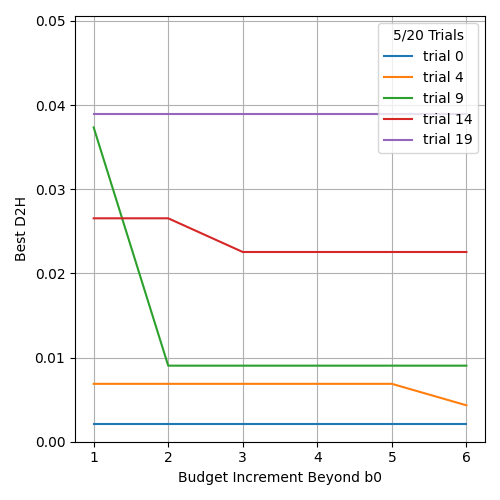 5/20 Trials
trial 0
trial 4
trial 9
trial 14
trial 19
Best D2H
0.05
0.04
0.03
0.02
0.01
0.00
1 2 3 4 5 6
Budget Increment Beyond b0